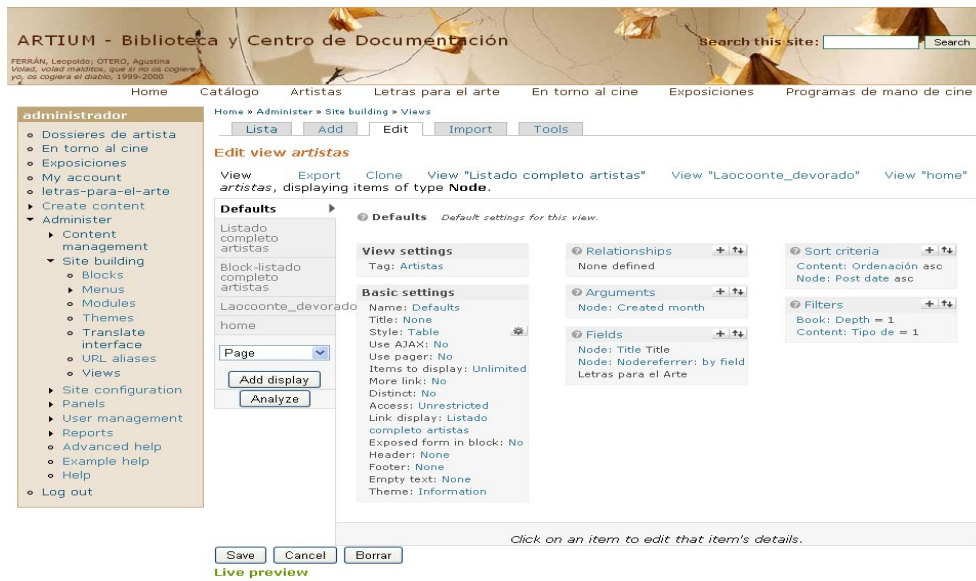 ARTIUM - Biblioteca y Centro de Documentación
Search this site:
Search
FERRÁN, Leopoldo; OTERO, Agustina
Volad, volad malditos, que si no os cogiere
yo, os cogiera el diablo, 1999-2000
Home Catálogo Artistas Letras para el arte En torno al cine Exposiciones Programas de mano de cine
administrador
Dossieres de artista
En torno al cine
Exposiciones
My account
letras-para-el-arte
Create content
Administer
Content
management
Site building
Blocks
Menus
Modules
Themes
Translate
interface
URL aliases
Views
Site configuration
Panels
User management
Reports
Advanced help
Example help
Help
Log out
Home » Administer » Site building » Views
Lista Add Edit Import Tools
Edit view artistas
View Export Clone View "Listado completo artistas" View "Laocoonte_devorado" View "home"
artistas, displaying items of type Node.
Defaults
Listado
completo
artistas
Block-listado
completo
artistas
Laocoonte_devorado
home
Page
Add display
Analyze
Defaults Default settings for this view.
View settings
Tag: Artistas
Basic settings
Name: Defaults
Title: None
Style: Table
Use AJAX: No
Use pager: No
Items to display: Unlimited
More link: No
Distinct: No
Access: Unrestricted
Link display: Listado
completo artistas
Exposed form in block: No
Header: None
Footer: None
Empty text: None
Theme: Information
Relationships
None defined
Arguments
Node: Created month
Fields
Node: Title Title
Node: Nodereferrer: by field
Letras para el Arte
Sort criteria
Content: Ordenación asc
Node: Post date asc
Filters
Book: Depth = 1
Content: Tipo de = 1
Click on an item to edit that item's details.
Save Cancel Borrar
Live preview